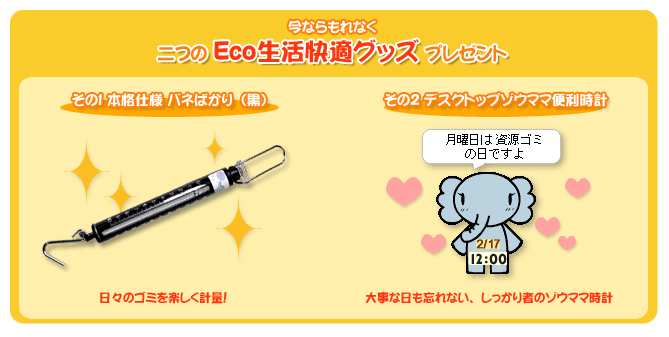 今ならもれなく
二つの Eco生活快適グッズ プレゼント
その1 本格仕様 バネばかり（黒）
その2 デスクトップゾウママ便利時計
月曜日は 資源ゴミ
の日ですよ
2/17
12:00
日々のゴミを楽しく計量!
大事な日も忘れない、しっかり者のゾウママ時計